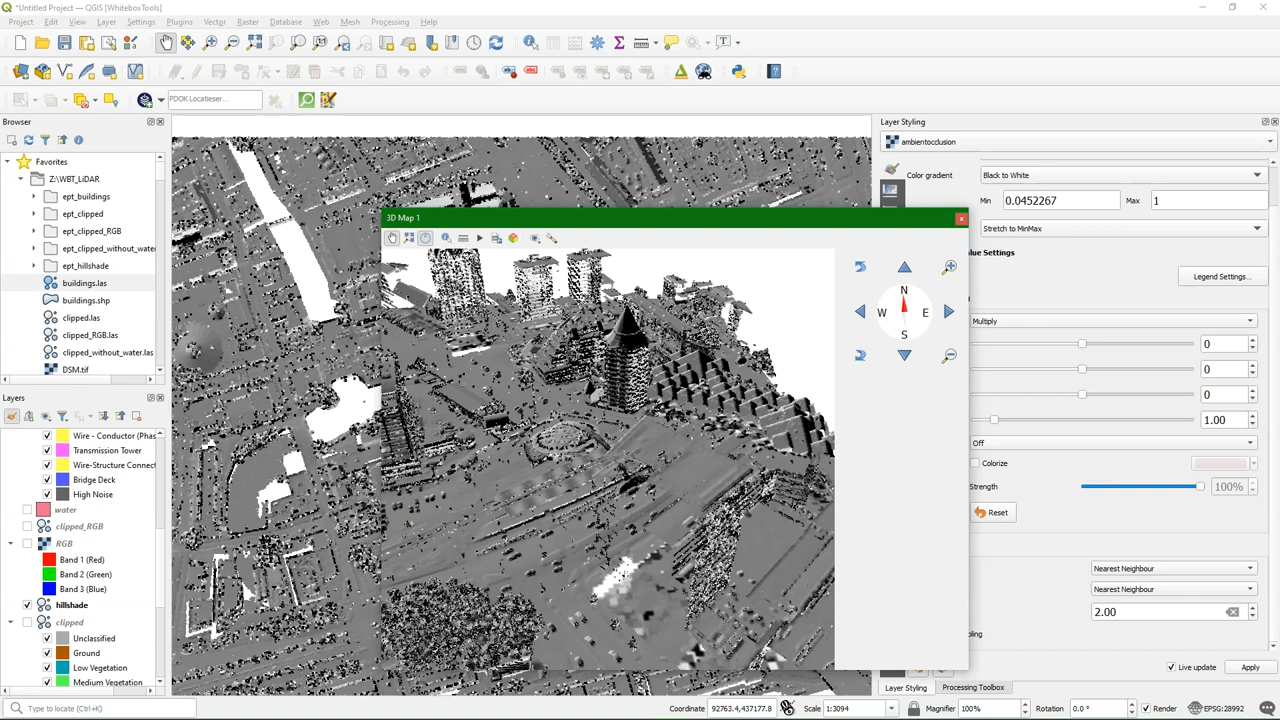 *Untitled Project — QGIS [WhiteboxTools]
Project Edit View Layer Settings Plugins Vector Raster Database Web Mesh Processing Help
PDOK Locatieser...
Browser
Favorites
Z:\WBT_LiDAR
ept_buildings
ept_clipped
ept_clipped_RGB
ept_clipped_without_water
ept_hillshade
buildings.las
buildings.shp
clipped.las
clipped_RGB.las
clipped_without_water.las
DSM.tif
Layers
Wire - Conductor (Phas
Transmission Tower
Wire-Structure Connect
Bridge Deck
High Noise
water
clipped_RGB
RGB
Band 1 (Red)
Band 2 (Green)
Band 3 (Blue)
hillshade
clipped
Unclassified
Ground
Low Vegetation
Medium Vegetation
3D Map 1
N
W E
S
Layer Styling
ambientocclusion
Color gradient Black to White
Min 0.0452267 Max 1
Stretch to MinMax
lue Settings
Legend Settings...
Multiply
0
0
0
1.00
Off
Colorize
Strength 100%
Reset
Nearest Neighbour
Nearest Neighbour
2.00
ling
Live update Apply
Layer Styling Processing Toolbox
Type to locate (Ctrl+K) Coordinate 92763.4,437177.8 Scale 1:3094 Magnifier 100% Rotation 0.0 ° Render EPSG:28992